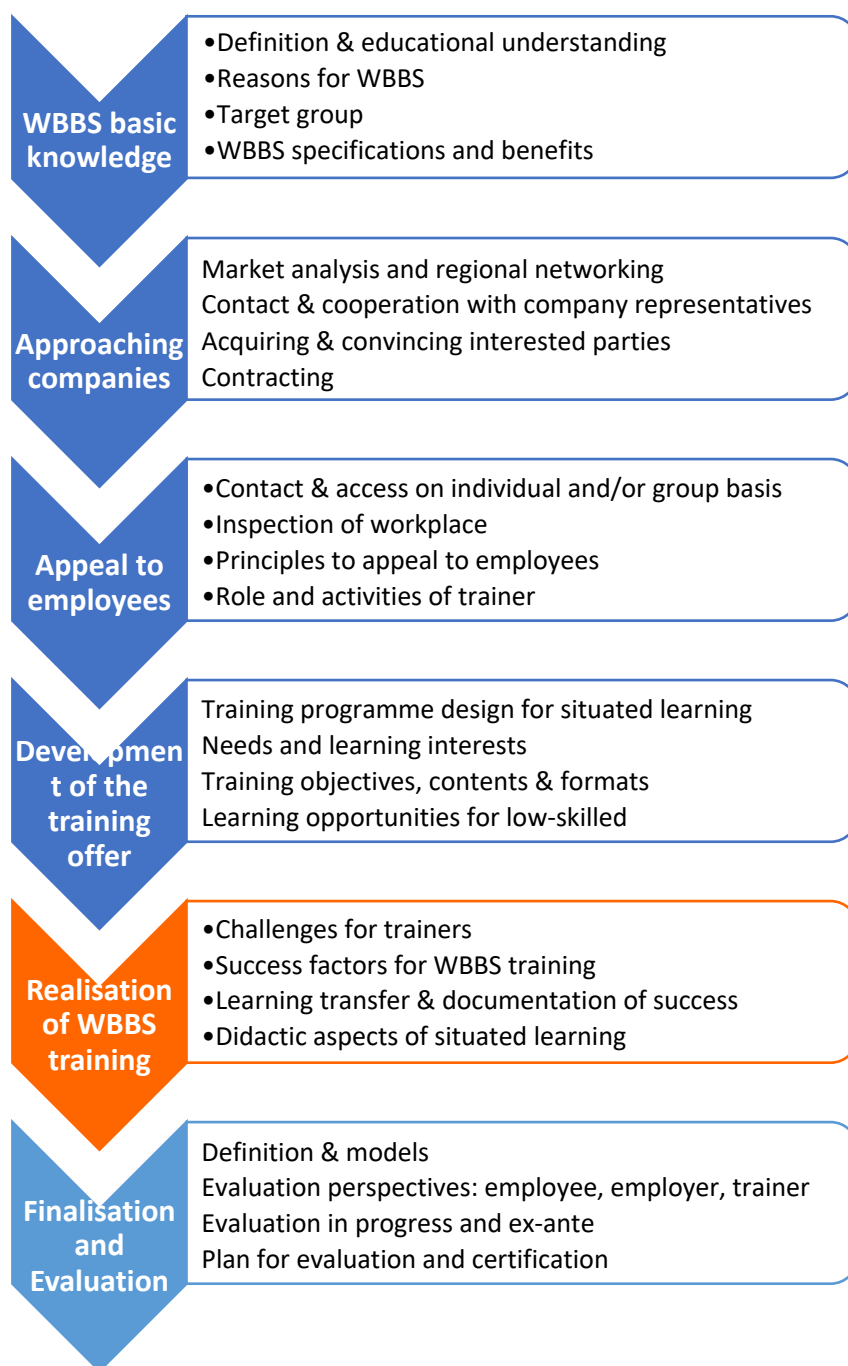 WBBS basic
knowledge
•Definition & educational understanding
•Reasons for WBBS
•Target group
•WBBS specifications and benefits
Approaching
companies
Market analysis and regional networking
Contact & cooperation with company representatives
Acquiring & convincing interested parties
Contracting
Appeal to
employees
•Contact & access on individual and/or group basis
•Inspection of workplace
•Principles to appeal to employees
•Role and activities of trainer
Developmen
t of the
training
offer
Training programme design for situated learning
Needs and learning interests
Training objectives, contents & formats
Learning opportunities for low-skilled
Realisation
of WBBS
training
•Challenges for trainers
•Success factors for WBBS training
•Learning transfer & documentation of success
•Didactic aspects of situated learning
Finalisation
and
Evaluation
Definition & models
Evaluation perspectives: employee, employer, trainer
Evaluation in progress and ex-ante
Plan for evaluation and certification